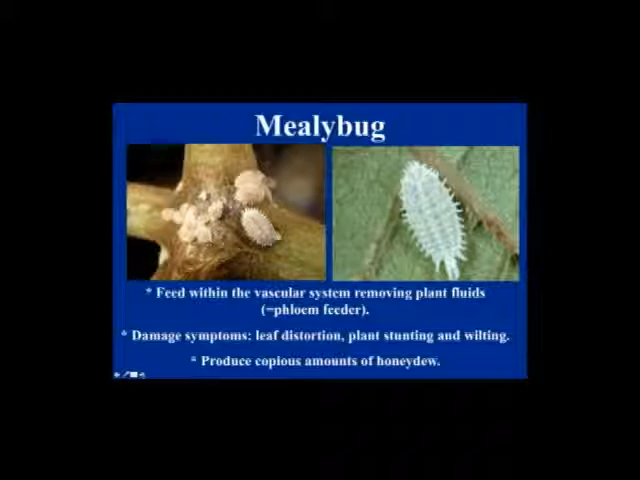 Mealybug
* Feed within the vascular system removing plant fluids
(=phloem feeder).
* Damage symptoms: leaf distortion, plant stunting and wilting.
* Produce copious amounts of honeydew.